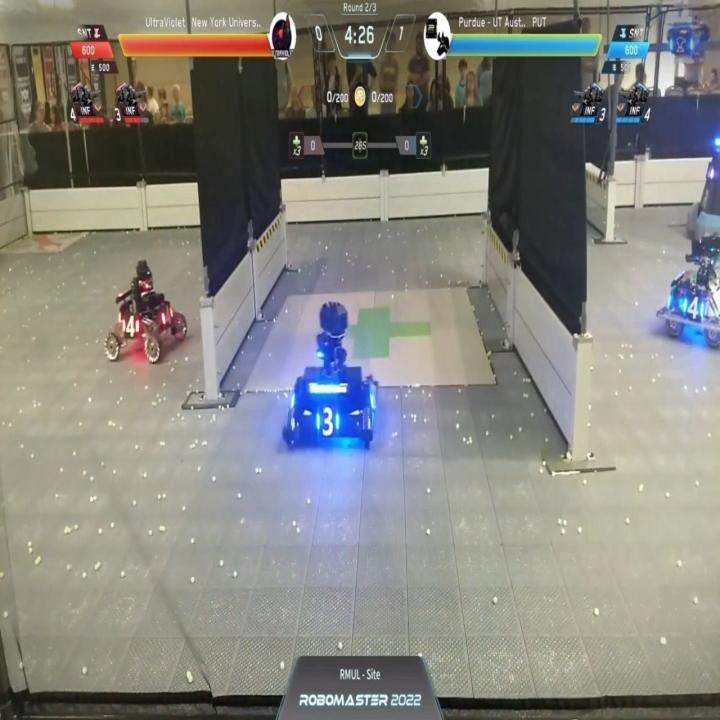 Round 2/3
UltraViolet New York Univers.. 0 4:26 1 Purdue - UT Aust.. PUT
SNT 600 600 SNT
500
4 INF 3 INF 0/200 0/200 INF 3 INF 4
x3 0 285 0 x3
4
4
3
RMUL - Site
ROBOMASTER 2022